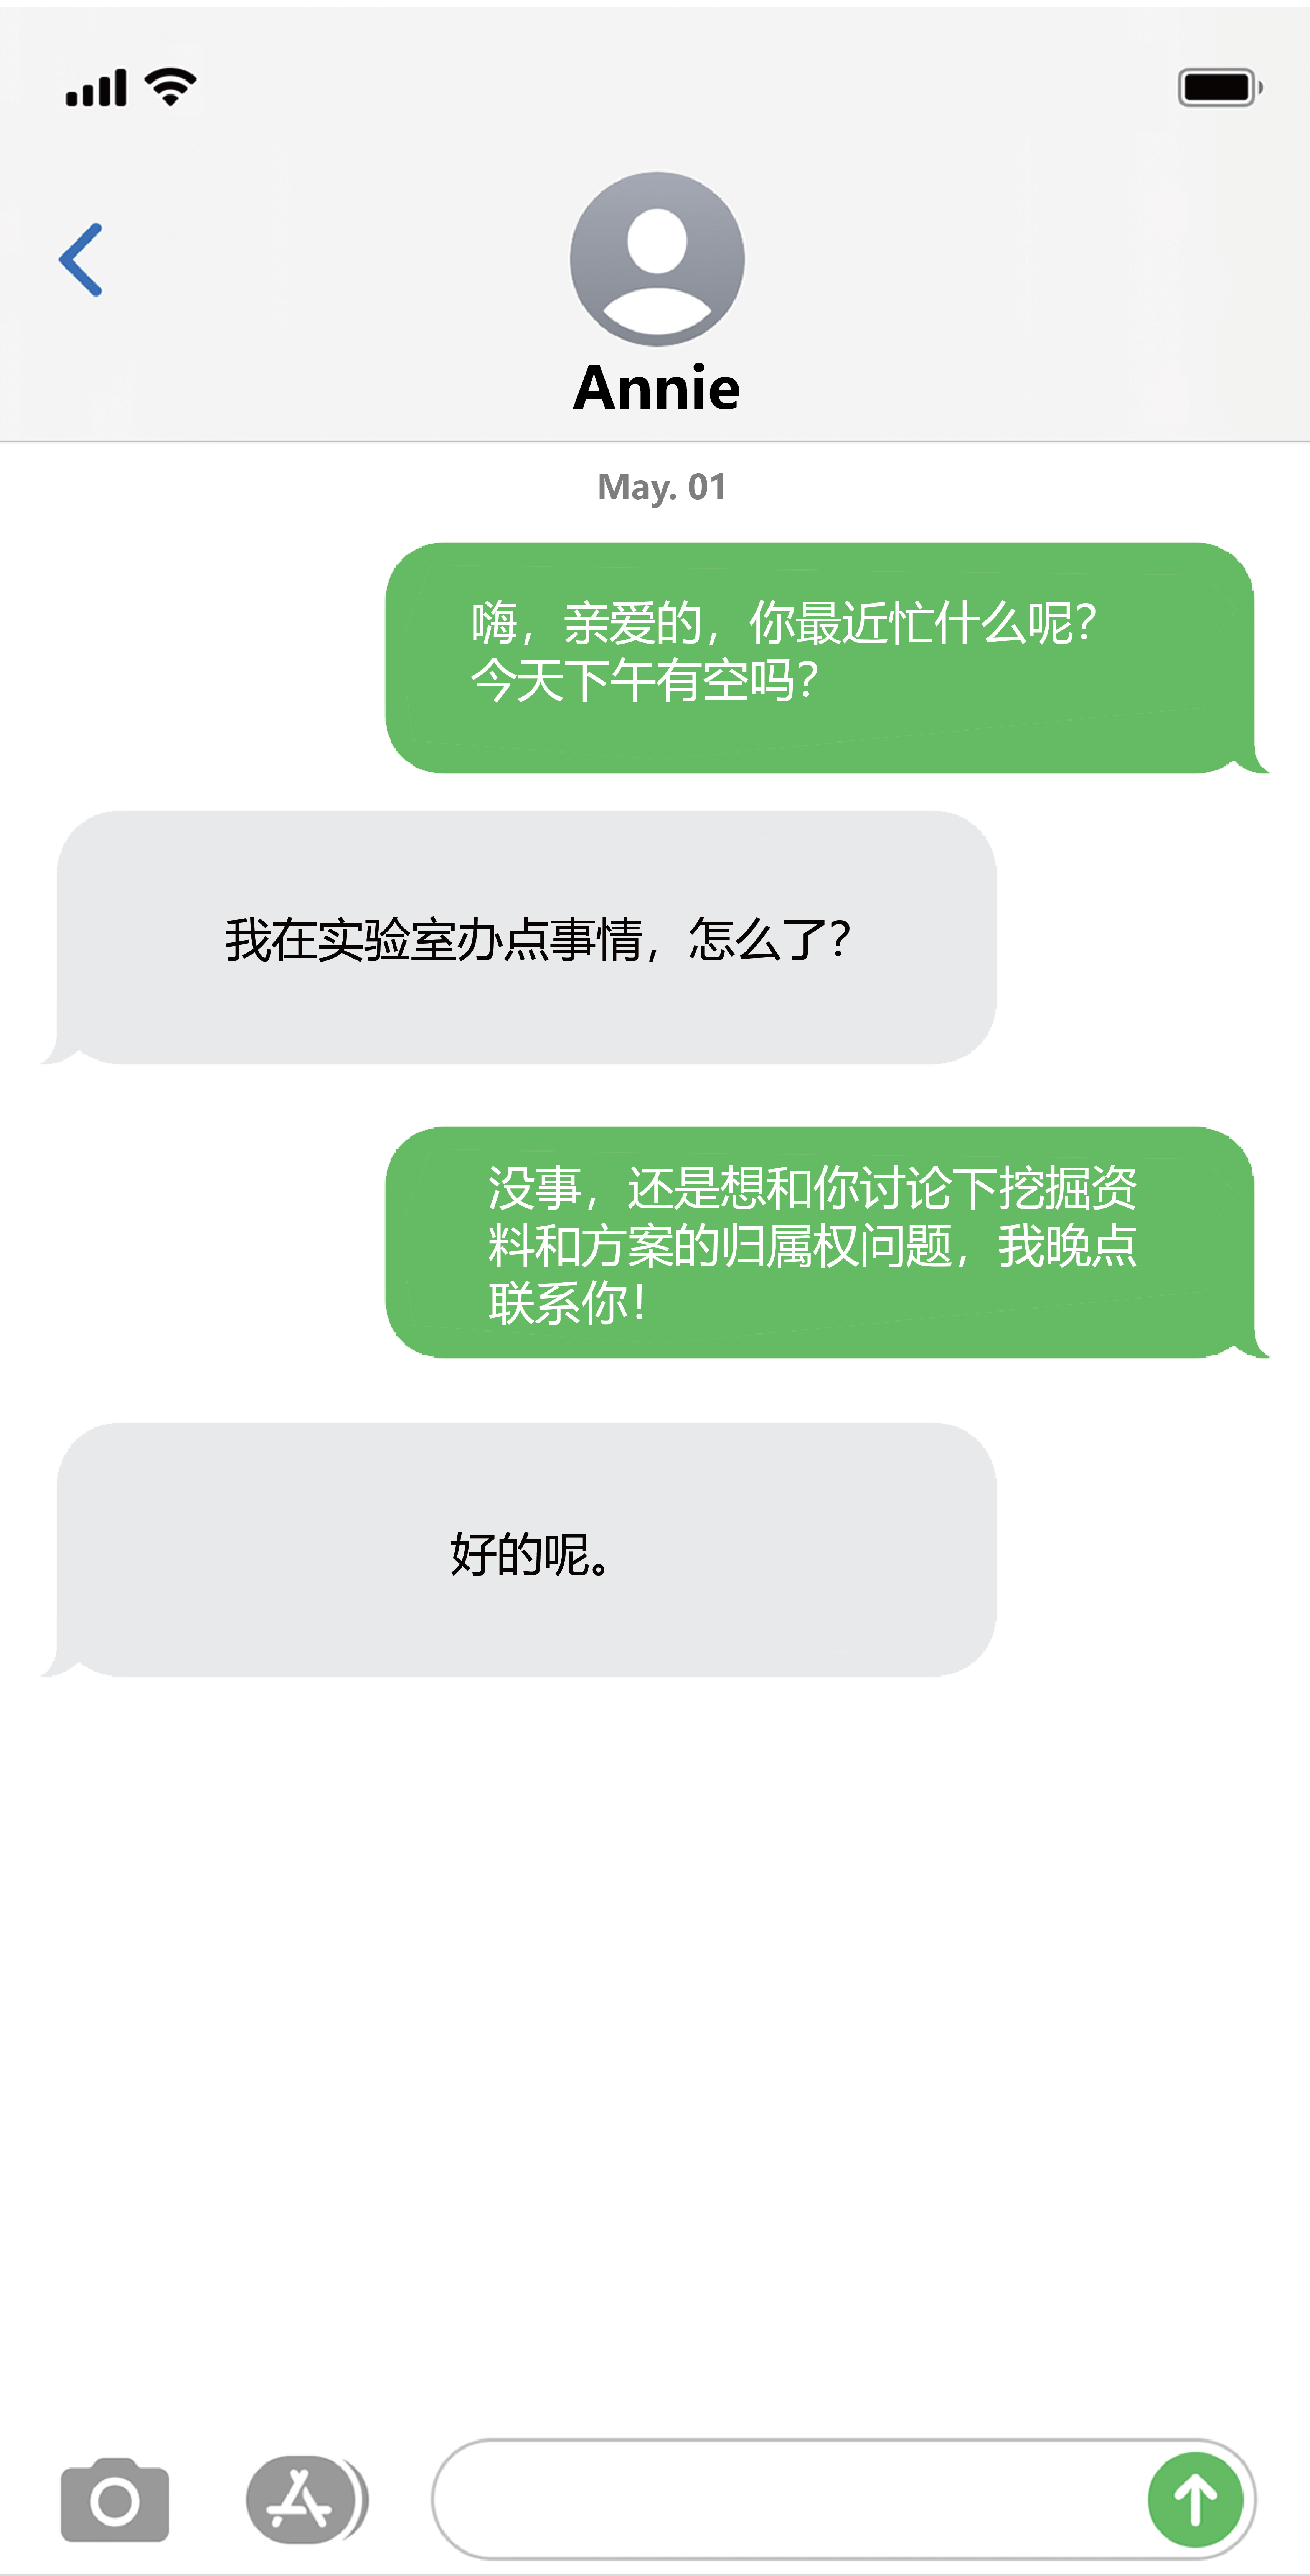 Annie
May. 01
嗨，亲爱的，你最近忙什么呢？
今天下午有空吗？
我在实验室办点事情，怎么了？
没事，还是想和你讨论下挖掘资
料和方案的归属权问题，我晚点
联系你！
好的呢。